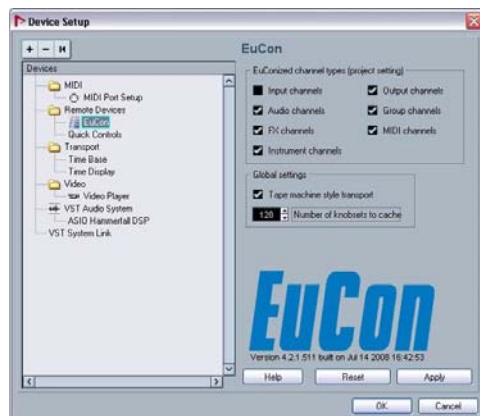 Device Setup
+ - |◄
Devices
MIDI
MIDI Port Setup
Remote Devices
EuCon
Quick Controls
Transport
Time Base
Time Display
Video
Video Player
VST Audio System
ASIO Hammerfall DSP
VST System Link
EuCon
EuConized channel types (project setting)
Input channels
Output channels
Audio channels
Group channels
FX channels
MIDI channels
Instrument channels
Global settings
Tape machine style transport
120 Number of knobsets to cache
EuCon
Version 4.2.1.511 built on Jul 14 2008 16:42:53
Help Reset Apply
OK Cancel